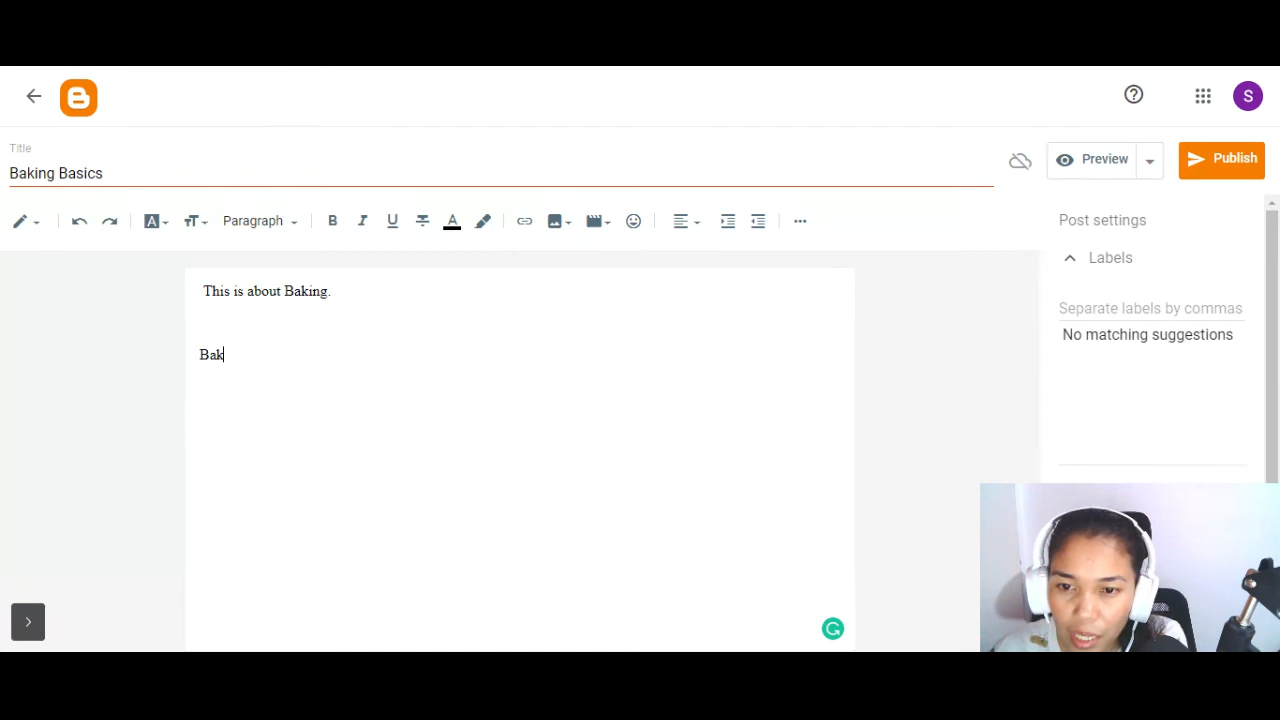 S
Title
Baking Basics
Preview
Publish
Paragraph
B I U A
Post settings
Labels
This is about Baking.
Separate labels by commas
No matching suggestions
Bak